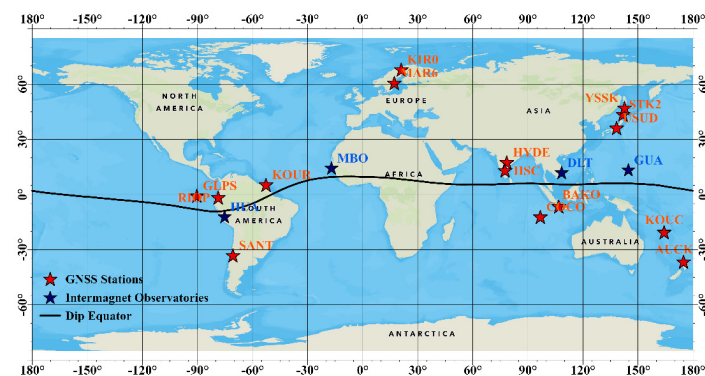 180° -150° -120° -90° -60° -30° 0° 30° 60° 90° 120° 150° 180°
KIR0
MAR6
NORTH
AMERICA
EUROPE
ASIA
YSSK
STK2
USUD
60°
60°
30°
30°
MBO
HYDE
IISC
DLT
GUA
KOUR
AFRICA
GLPS
RIOP
HUA
SOUTH
AMERICA
BAKO
COCO
0°
0°
KOUC
AUSTRALIA
AUCK
SANT
-30°
-30°
GNSS Stations
Intermagnet Observatories
Dip Equator
-60°
-60°
ANTARCTICA
180° -150° -120° -90° -60° -30° 0° 30° 60° 90° 120° 150° 180°